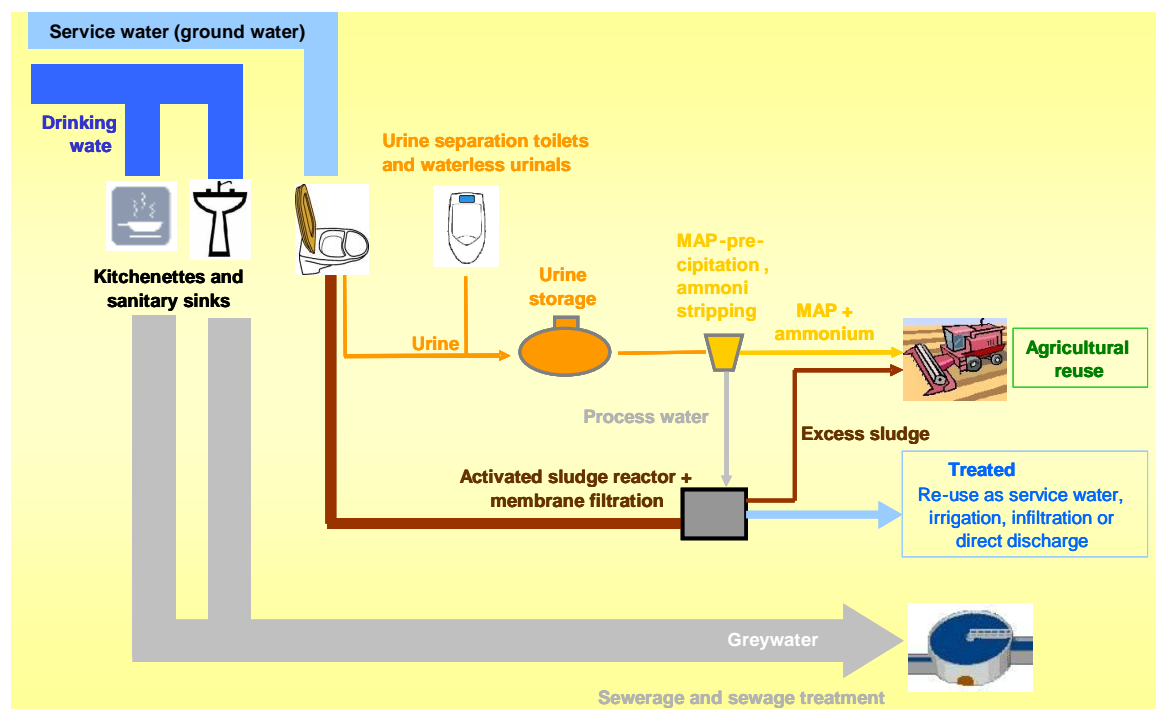 Service water (ground water)
Drinking
wate
Urine separation toilets
and waterless urinals
MAP-pre-
cipitation ,
ammoni
stripping
Kitchenettes and
sanitary sinks
Urine
storage
MAP +
ammonium
Urine
Agricultural
reuse
Process water
Excess sludge
Activated sludge reactor +
membrane filtration
Treated
Re-use as service water,
irrigation, infiltration or
direct discharge
Greywater
Sewerage and sewage treatment